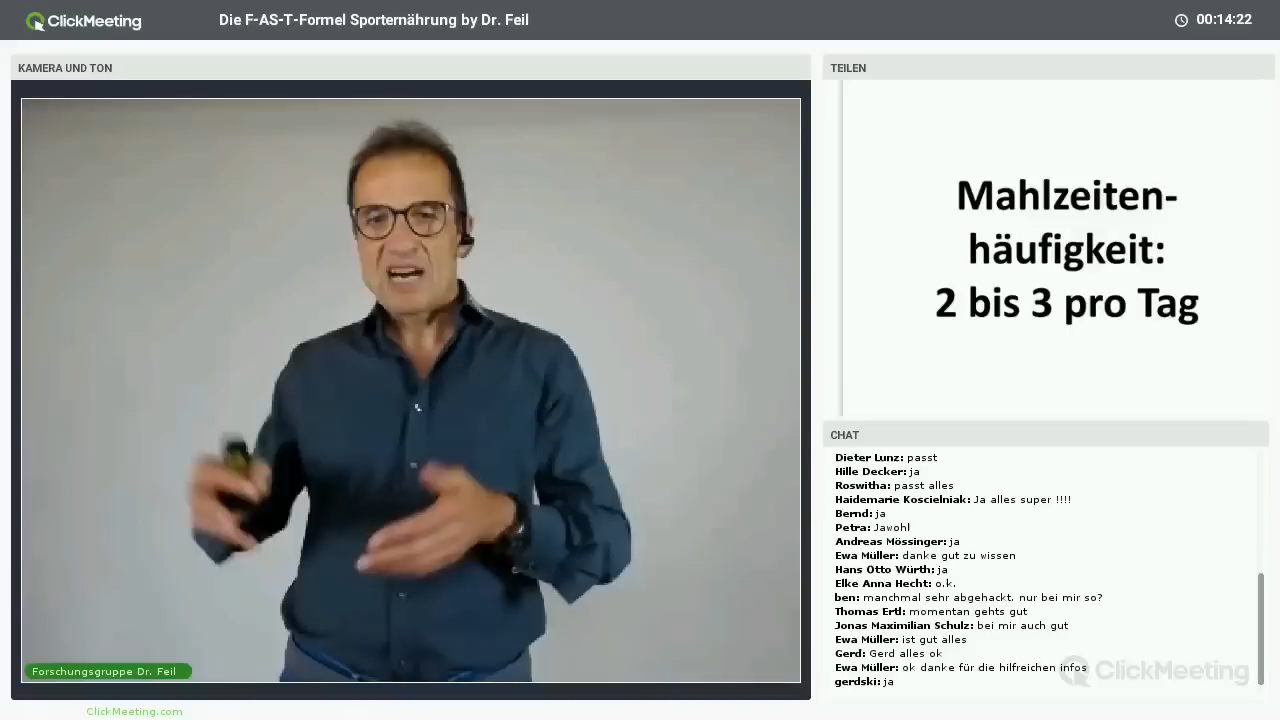 ClickMeeting
Die F-AS-T-Formel Sporternährung by Dr. Feil
00:14:22
KAMERA UND TON
Forschungsgruppe Dr. Feil
ClickMeeting.com
TEILEN
Mahlzeiten-
häufigkeit:
2 bis 3 pro Tag
CHAT
Dieter Lunz: passt
Hille Decker: ja
Roswitha: passt alles
Haidemarie Koscielniak: Ja alles super !!!!
Bernd: ja
Petra: Jawohl
Andreas Mössinger: ja
Ewa Müller: danke gut zu wissen
Hans Otto Würth: ja
Elke Anna Hecht: o.k.
ben: manchmal sehr abgehackt. nur bei mir so?
Thomas Ertl: momentan gehts gut
Jonas Maximilian Schulz: bei mir auch gut
Ewa Müller: ist gut alles
Gerd: Gerd alles ok
Ewa Müller: ok danke für die hilfreichen infos
gerdski: ja
ClickMeeting